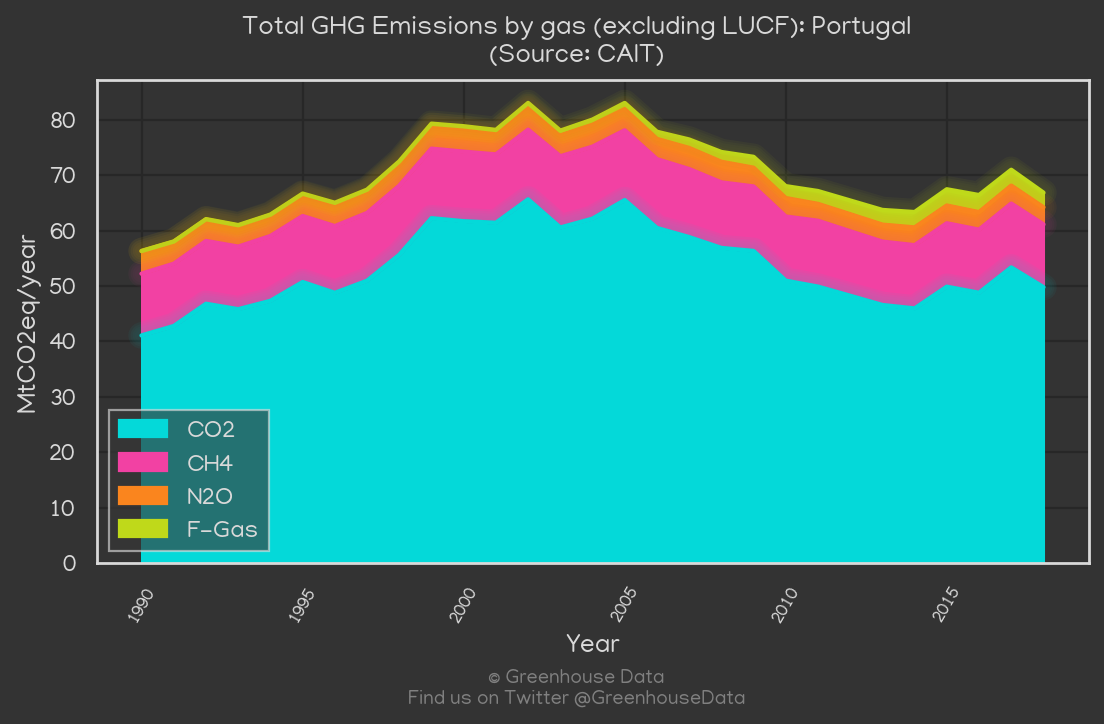 Total GHG Emissions by gas (excluding LUCF): Portugal
(Source: CAIT)
MtCO2eq/year
80
70
60
50
40
30
20
10
0
CO2
CH4
N2O
F-Gas
1990
1995
2000
2005
2010
2015
Year
© Greenhouse Data
Find us on Twitter @GreenhouseData